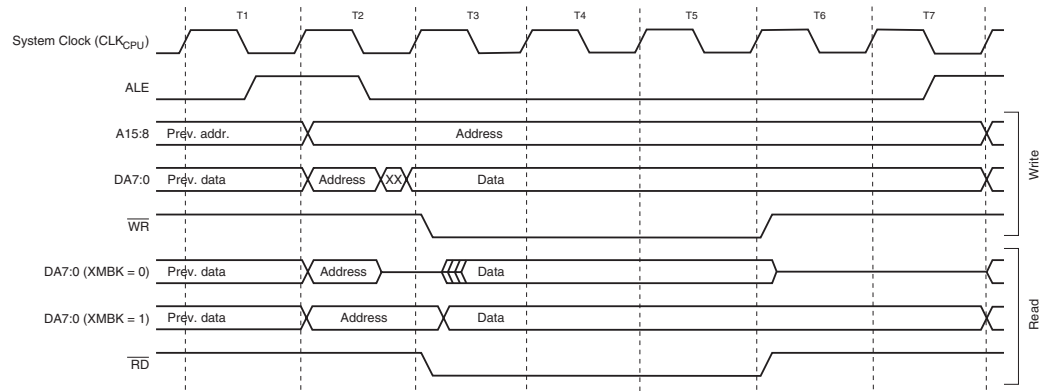 T1 T2 T3 T4 T5 T6 T7
System Clock (CLKCPU)
ALE
A15:8 Prev. addr. Address
DA7:0 Prev. data Address XX Data
WR
Write
DA7:0 (XMBK = 0) Prev. data Address Data
DA7:0 (XMBK = 1) Prev. data Address Data
RD
Read